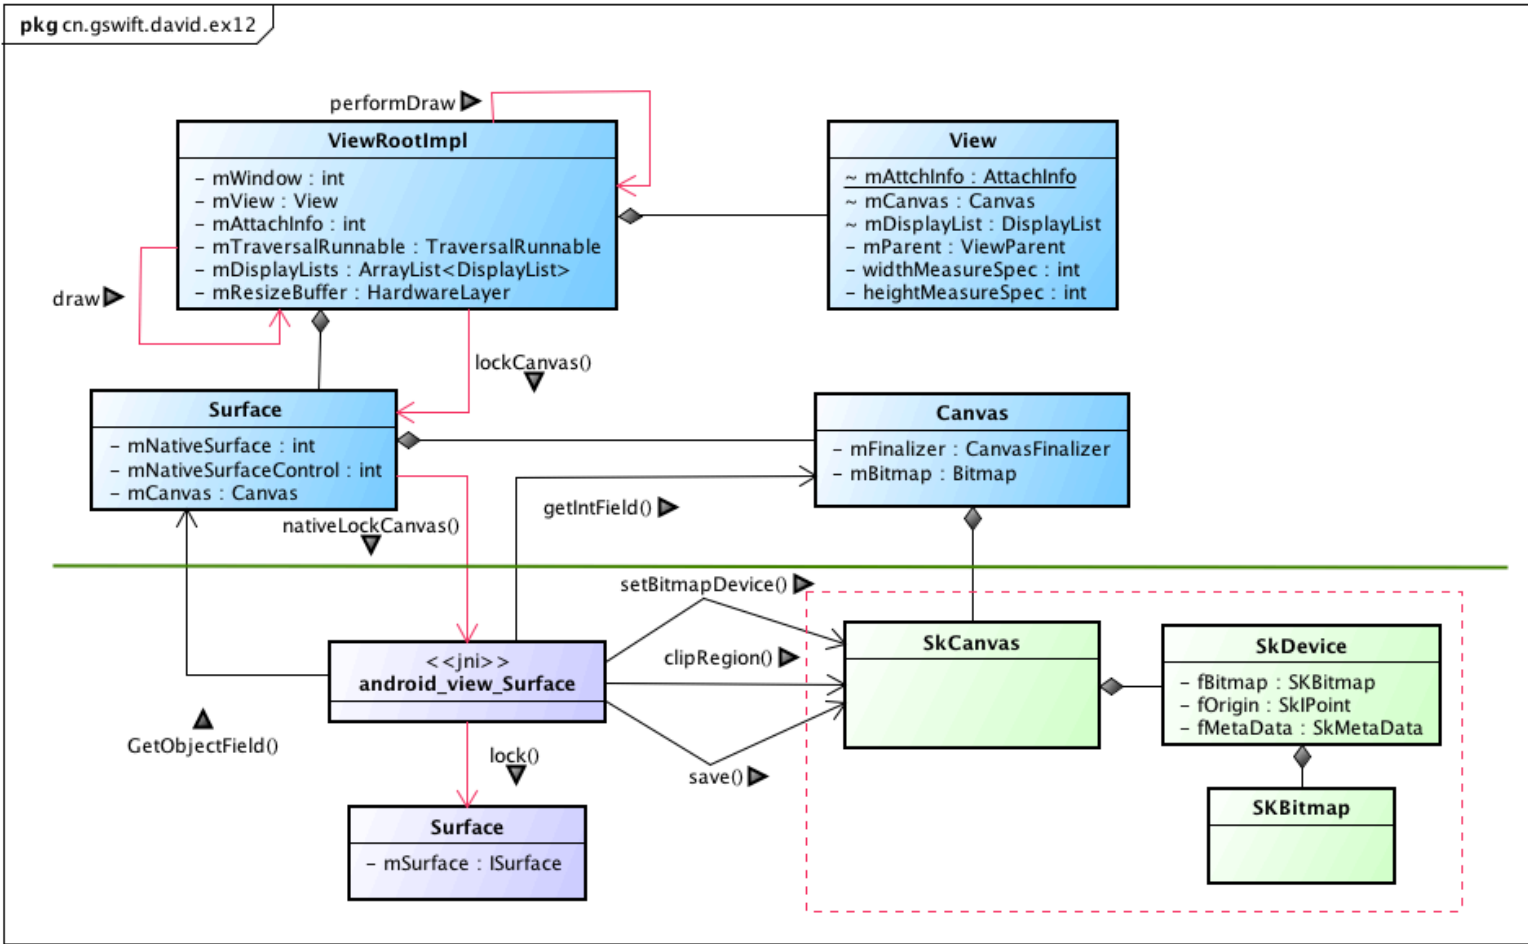 pkg cn.gswift.david.ex12
performDraw
ViewRootImpl
- mWindow : int
- mView : View
- mAttachInfo : int
- mTraversalRunnable : TraversalRunnable
- mDisplayLists : ArrayList<DisplayList>
- mResizeBuffer : HardwareLayer
View
~ mAttchInfo : AttachInfo
~ mCanvas : Canvas
~ mDisplayList : DisplayList
- mParent : ViewParent
- widthMeasureSpec : int
- heightMeasureSpec : int
draw
lockCanvas()
Surface
- mNativeSurface : int
- mNativeSurfaceControl : int
- mCanvas : Canvas
Canvas
- mFinalizer : CanvasFinalizer
- mBitmap : Bitmap
getIntField()
nativeLockCanvas()
setBitmapDevice()
clipRegion()
save()
<<jni>>
android_view_Surface
SkCanvas
SkDevice
- fBitmap : SKBitmap
- fOrigin : SkIPoint
- fMetaData : SkMetaData
GetObjectField()
lock()
Surface
- mSurface : ISurface
SKBitmap